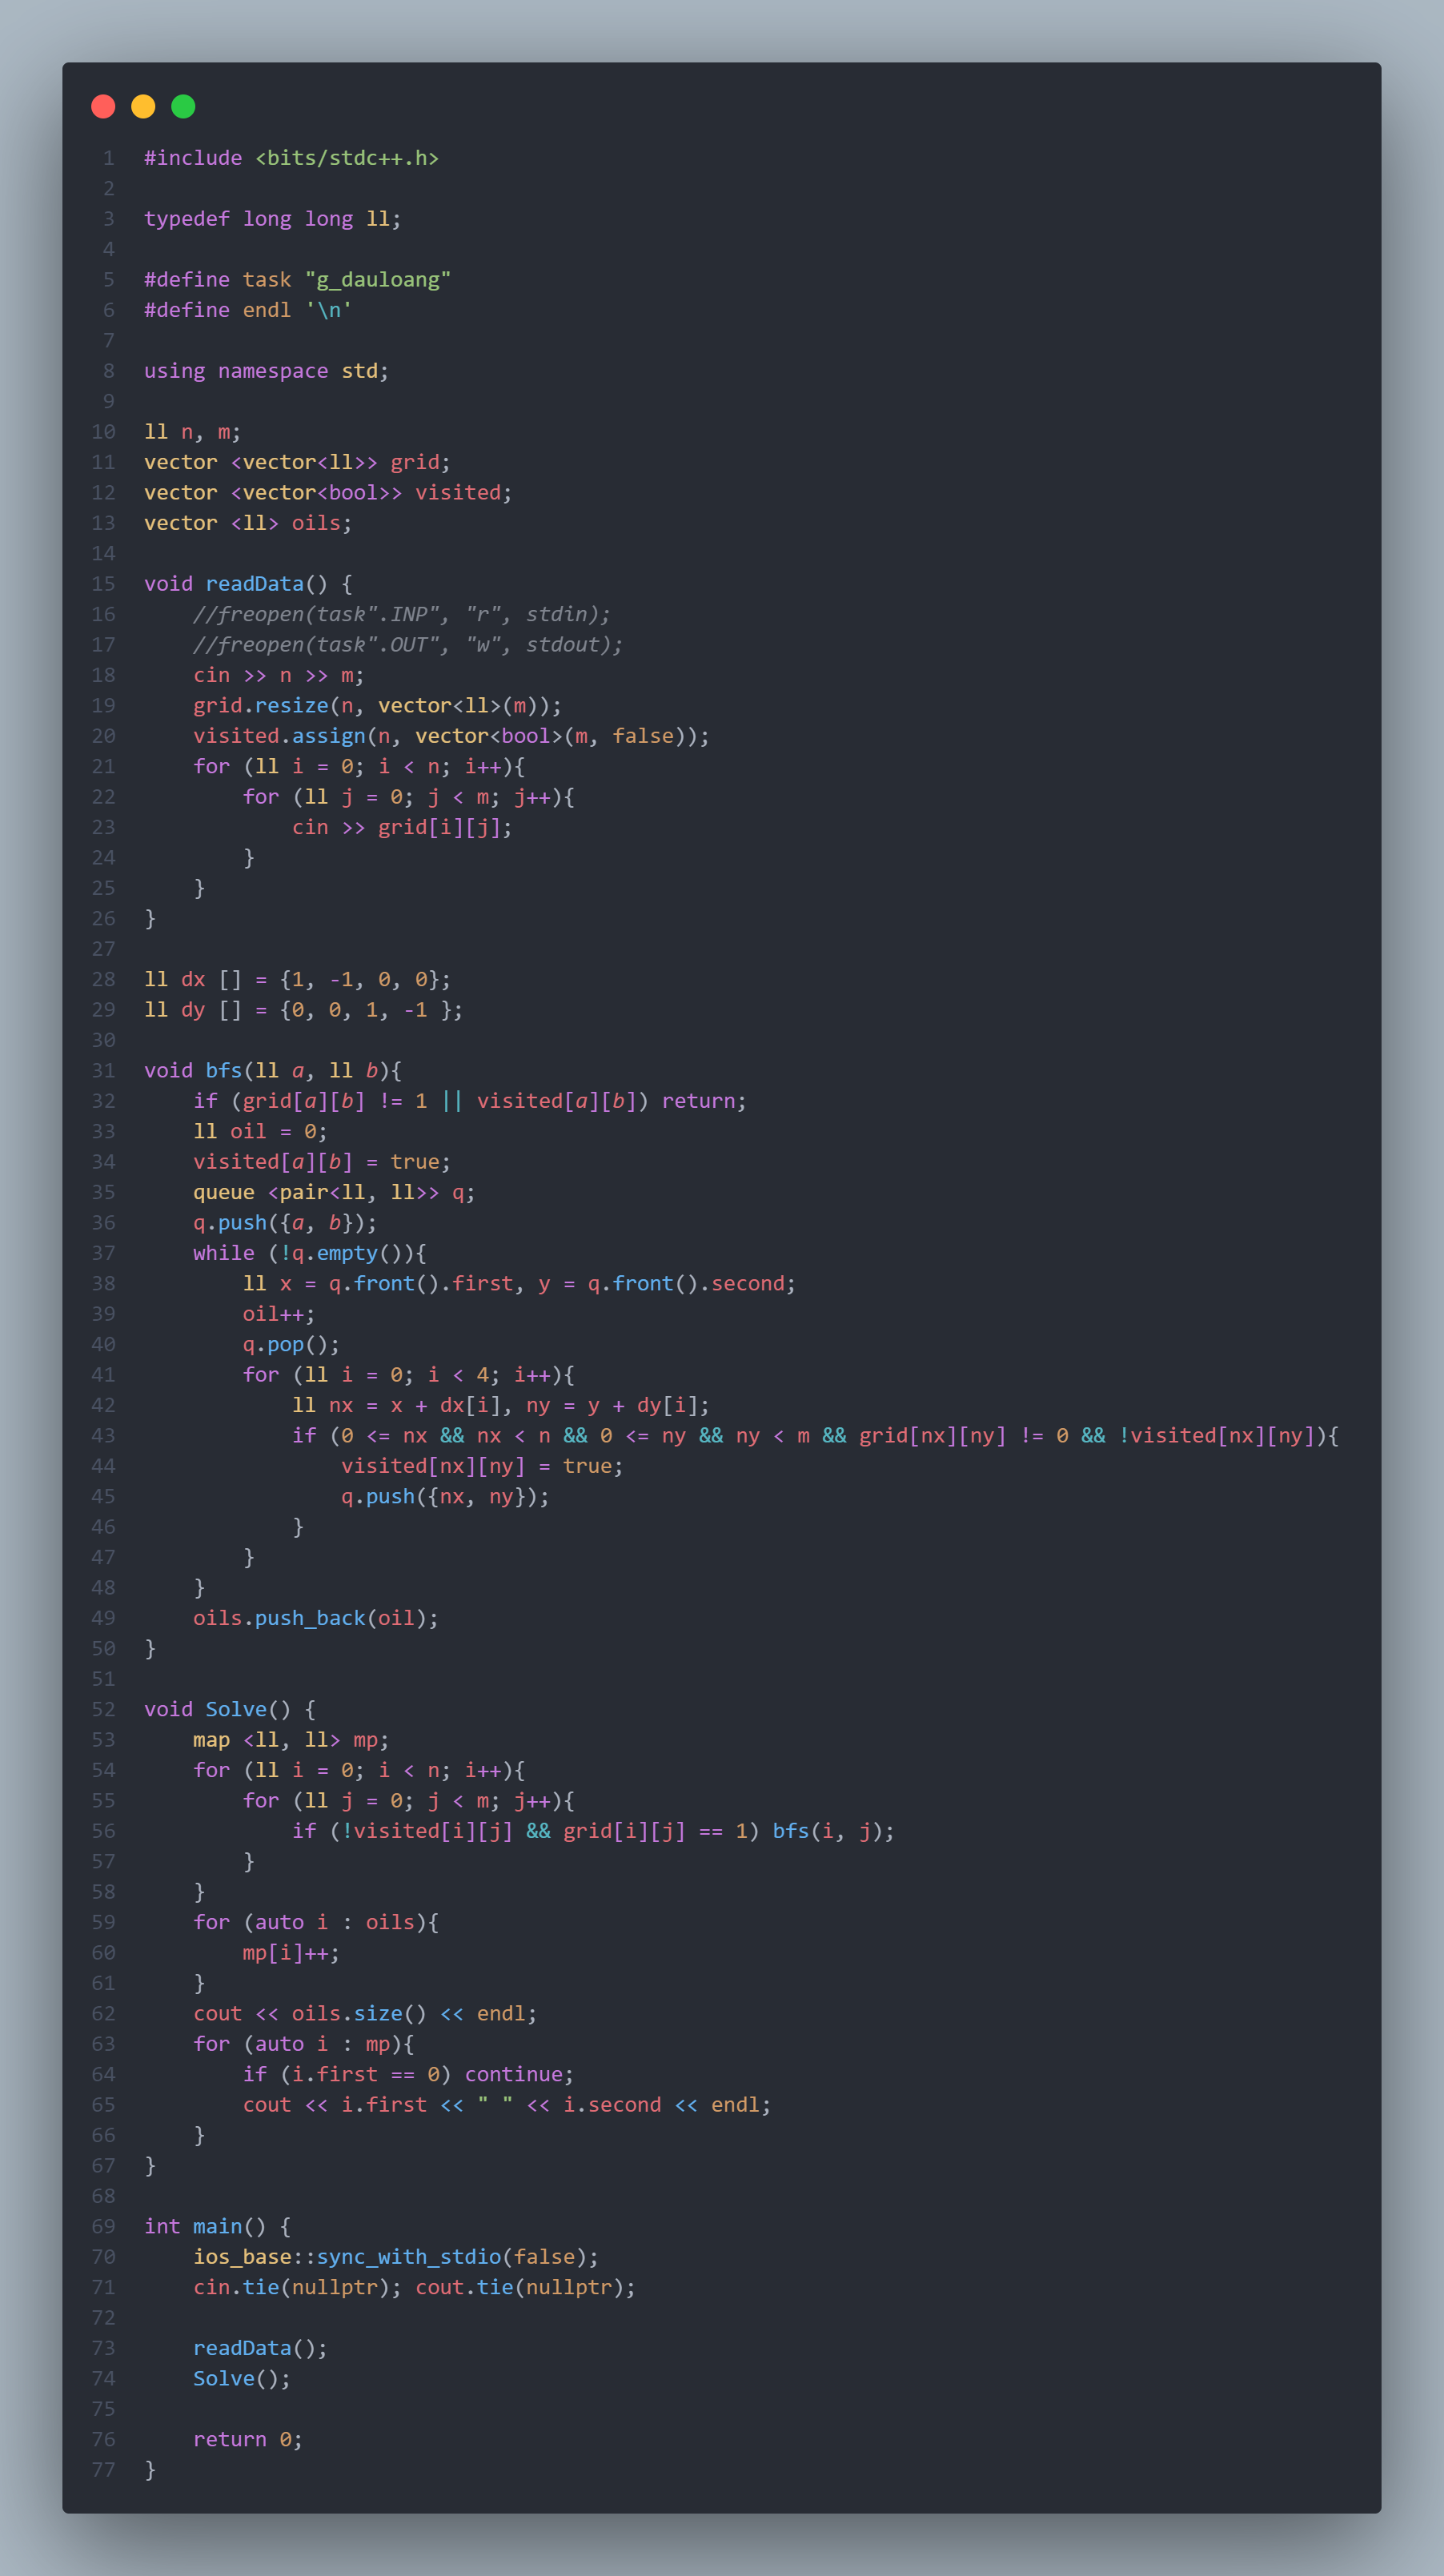 1 #include <bits/stdc++.h>
2
3 typedef long long ll;
4
5 #define task "g_dauloang"
6 #define endl '\n'
7
8 using namespace std;
9
10 ll n, m;
11 vector <vector<ll>> grid;
12 vector <vector<bool>> visited;
13 vector <ll> oils;
14
15 void readData() {
16     //freopen(task".INP", "r", stdin);
17     //freopen(task".OUT", "w", stdout);
18     cin >> n >> m;
19     grid.resize(n, vector<ll>(m));
20     visited.assign(n, vector<bool>(m, false));
21     for (ll i = 0; i < n; i++){
22         for (ll j = 0; j < m; j++){
23             cin >> grid[i][j];
24         }
25     }
26 }
27
28 ll dx [] = {1, -1, 0, 0};
29 ll dy [] = {0, 0, 1, -1 };
30
31 void bfs(ll a, ll b){
32     if (grid[a][b] != 1 || visited[a][b]) return;
33     ll oil = 0;
34     visited[a][b] = true;
35     queue <pair<ll, ll>> q;
36     q.push({a, b});
37     while (!q.empty()){
38         ll x = q.front().first, y = q.front().second;
39         oil++;
40         q.pop();
41         for (ll i = 0; i < 4; i++){
42             ll nx = x + dx[i], ny = y + dy[i];
43             if (0 <= nx && nx < n && 0 <= ny && ny < m && grid[nx][ny] != 0 && !visited[nx][ny]){
44                 visited[nx][ny] = true;
45                 q.push({nx, ny});
46             }
47         }
48     }
49     oils.push_back(oil);
50 }
51
52 void Solve() {
53     map <ll, ll> mp;
54     for (ll i = 0; i < n; i++){
55         for (ll j = 0; j < m; j++){
56             if (!visited[i][j] && grid[i][j] == 1) bfs(i, j);
57         }
58     }
59     for (auto i : oils){
60         mp[i]++;
61     }
62     cout << oils.size() << endl;
63     for (auto i : mp){
64         if (i.first == 0) continue;
65         cout << i.first << " " << i.second << endl;
66     }
67 }
68
69 int main() {
70     ios_base::sync_with_stdio(false);
71     cin.tie(nullptr); cout.tie(nullptr);
72
73     readData();
74     Solve();
75
76     return 0;
77 }